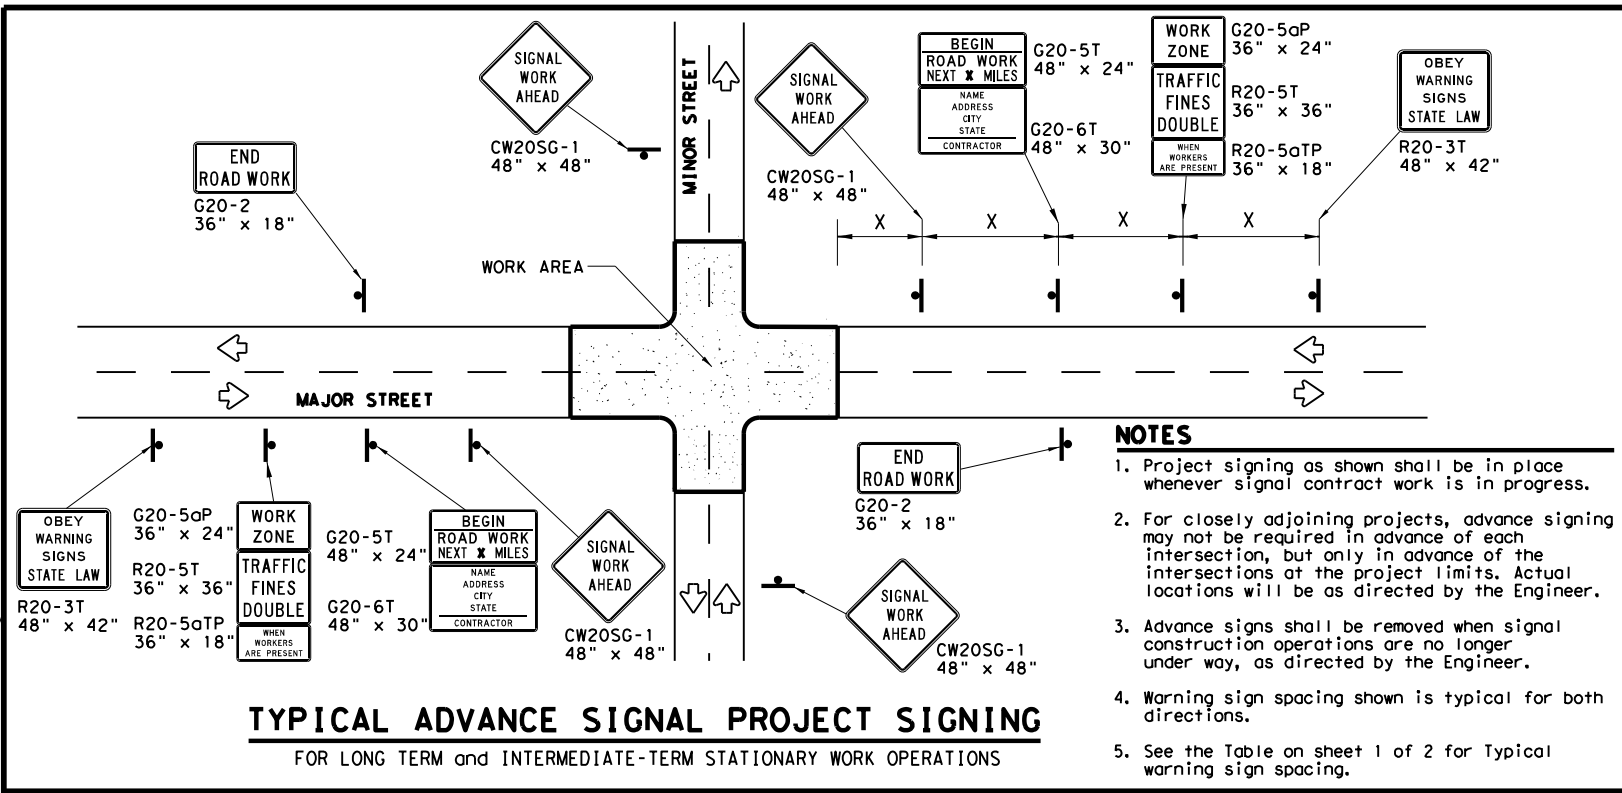 SIGNAL
WORK
AHEAD
CW20SG-1
48" x 48"
END
ROAD WORK
G20-2
36" x 18"
MINOR STREET
SIGNAL
WORK
AHEAD
CW20SG-1
48" x 48"
BEGIN
ROAD WORK
NEXT X MILES
NAME
ADDRESS
CITY
STATE
CONTRACTOR
G20-5T
48" x 24"
G20-6T
48" x 30"
WORK
ZONE
TRAFFIC
FINES
DOUBLE
WHEN
WORKERS
ARE PRESENT
G20-5aP
36" x 24"
R20-5T
36" x 36"
R20-5aTP
36" x 18"
OBEY
WARNING
SIGNS
STATE LAW
R20-3T
48" x 42"
X
X
X
X
WORK AREA
MAJOR STREET
OBEY
WARNING
SIGNS
STATE LAW
R20-3T
48" x 42"
G20-5aP
36" x 24"
R20-5T
36" x 36"
R20-5aTP
36" x 18"
WORK
ZONE
TRAFFIC
FINES
DOUBLE
WHEN
WORKERS
ARE PRESENT
G20-5T
48" x 24"
G20-6T
48" x 30"
BEGIN
ROAD WORK
NEXT X MILES
NAME
ADDRESS
CITY
STATE
CONTRACTOR
SIGNAL
WORK
AHEAD
CW20SG-1
48" x 48"
END
ROAD WORK
G20-2
36" x 18"
SIGNAL
WORK
AHEAD
CW20SG-1
48" x 48"
TYPICAL ADVANCE SIGNAL PROJECT SIGNING
FOR LONG TERM and INTERMEDIATE-TERM STATIONARY WORK OPERATIONS
NOTES
1. Project signing as shown shall be in place
whenever signal contract work is in progress.
2. For closely adjoining projects, advance signing
may not be required in advance of each
intersection, but only in advance of the
intersections at the project limits. Actual
locations will be as directed by the Engineer.
3. Advance signs shall be removed when signal
construction operations are no longer
under way, as directed by the Engineer.
4. Warning sign spacing shown is typical for both
directions.
5. See the Table on sheet 1 of 2 for Typical
warning sign spacing.